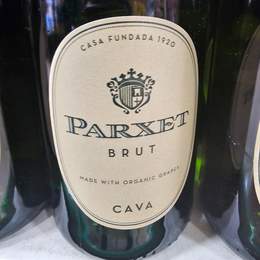 CASA FUNDADA 1920
PARXET
BRUT
MADE WITH ORGANIC GRAPES
CAVA